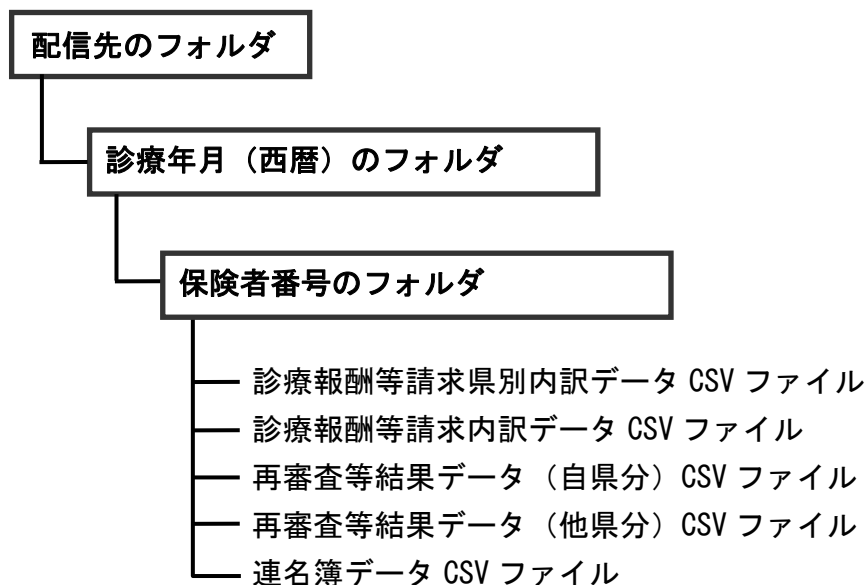 配信先のフォルダ
診療年月（西暦）のフォルダ
保険者番号のフォルダ
診療報酬等請求県別内訳データ CSV ファイル
診療報酬等請求内訳データ CSV ファイル
再審査等結果データ（自県分）CSV ファイル
再審査等結果データ（他県分）CSV ファイル
連名簿データ CSV ファイル